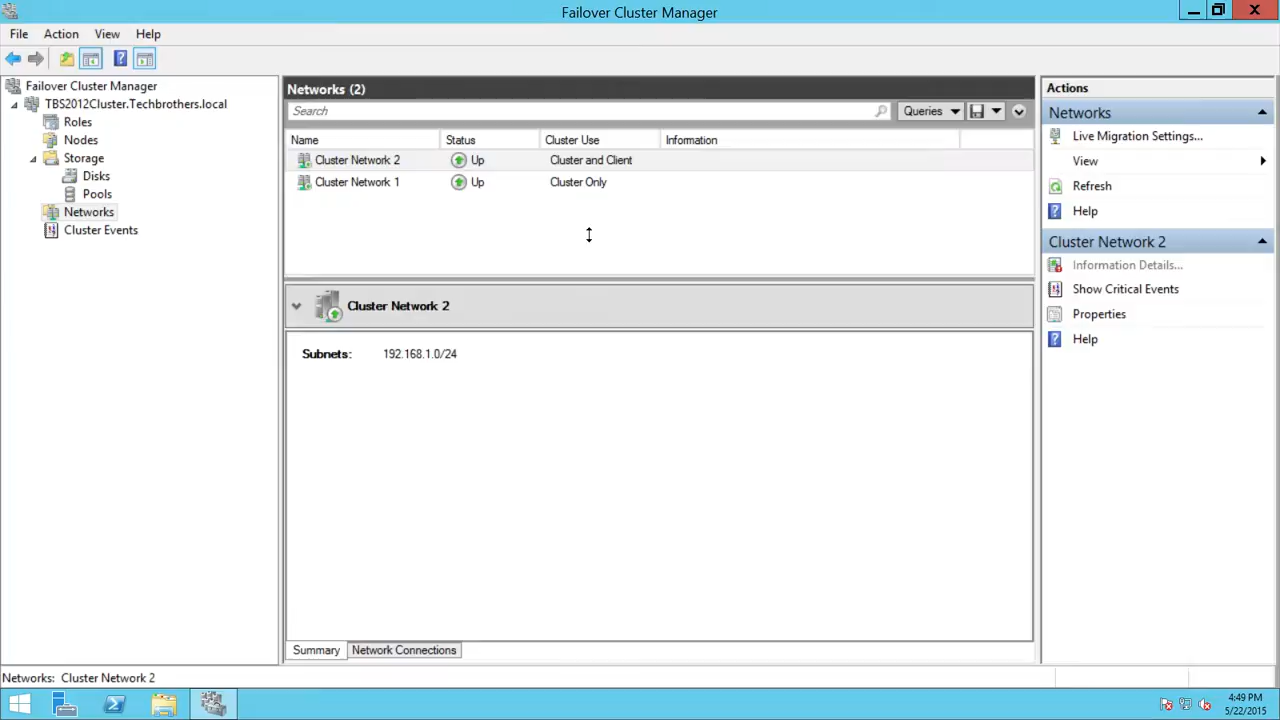 Failover Cluster Manager
File Action View Help
Failover Cluster Manager
TBS2012Cluster.Techbrothers.local
Roles
Nodes
Storage
Disks
Pools
Networks
Cluster Events
Networks (2)
Search
Queries
Name Status Cluster Use Information
Cluster Network 2 Up Cluster and Client
Cluster Network 1 Up Cluster Only
Cluster Network 2
Subnets: 192.168.1.0/24
Summary Network Connections
Actions
Networks
Live Migration Settings...
View
Refresh
Help
Cluster Network 2
Information Details...
Show Critical Events
Properties
Help
Networks: Cluster Network 2
4:49 PM
5/22/2015